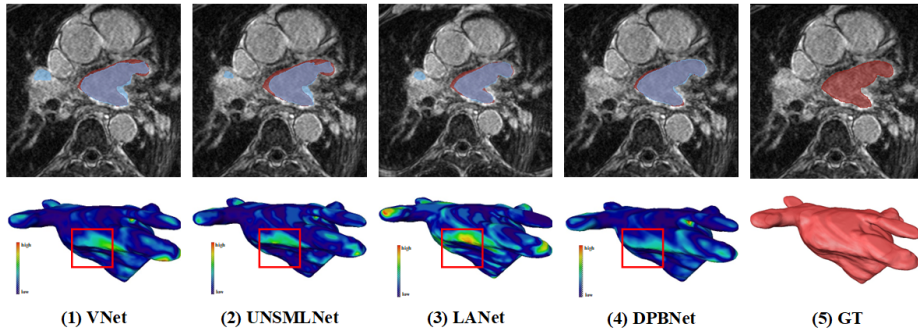 high
low
high
low
high
low
high
low
(1) VNet
(2) UNSMLNet
(3) LANet
(4) DPBNet
(5) GT